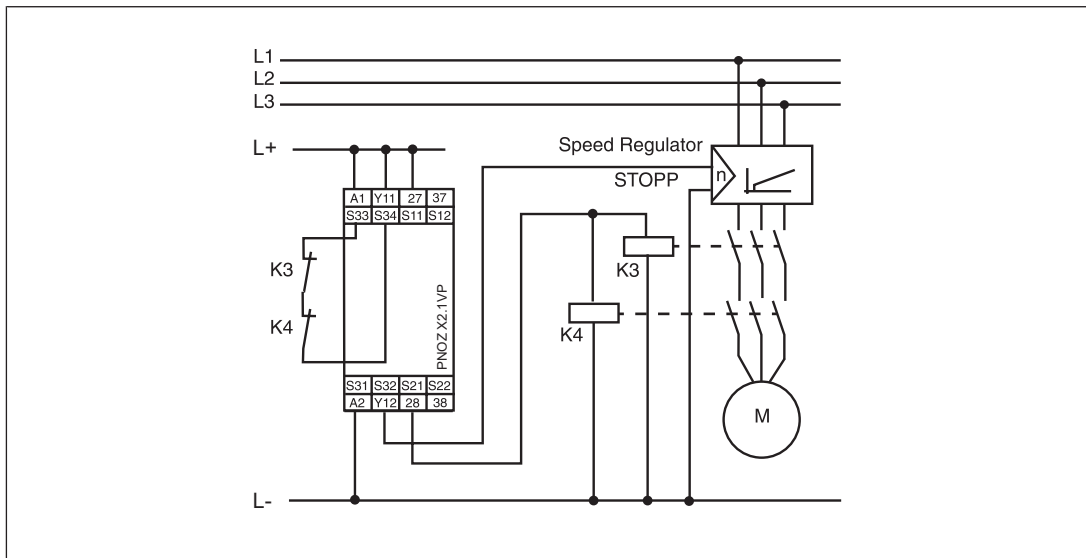 L1
L2
L3
L+
Speed Regulator
STOPP
n
A1 Y11 27 37
S33 S34 S11 S12
K3
K4
PNOZ X2.1VP
K3
K4
S31 S32 S21 S22
A2 Y12 28 38
M
L-